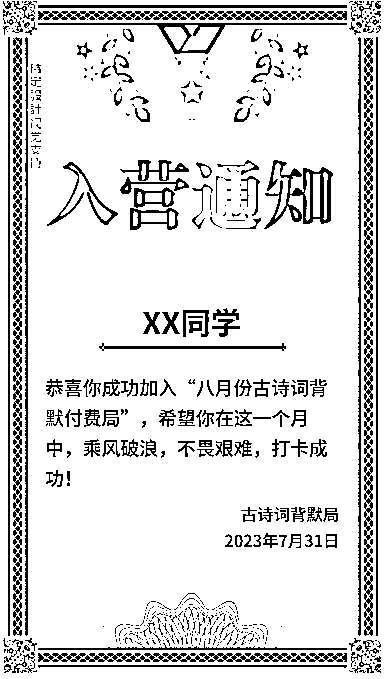 入营通知
XX同学
恭喜你成功加入“八月份古诗词背
默付费局”，希望你在这一个月
中，乘风破浪，不畏艰难，打卡成
功！
古诗词背默局
2023年7月31日